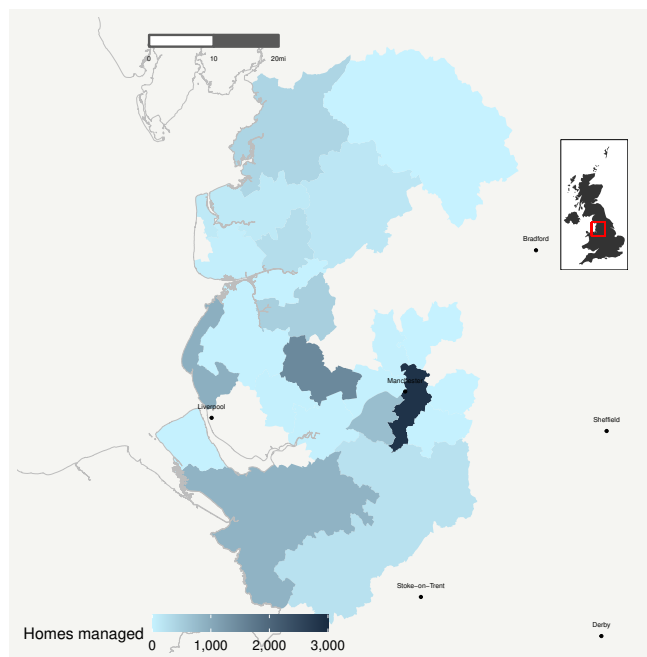 0 10 20mi
Bradford
Manchester
Liverpool
Sheffield
Stoke−on−Trent
Derby
Homes managed
0 1,000 2,000 3,000